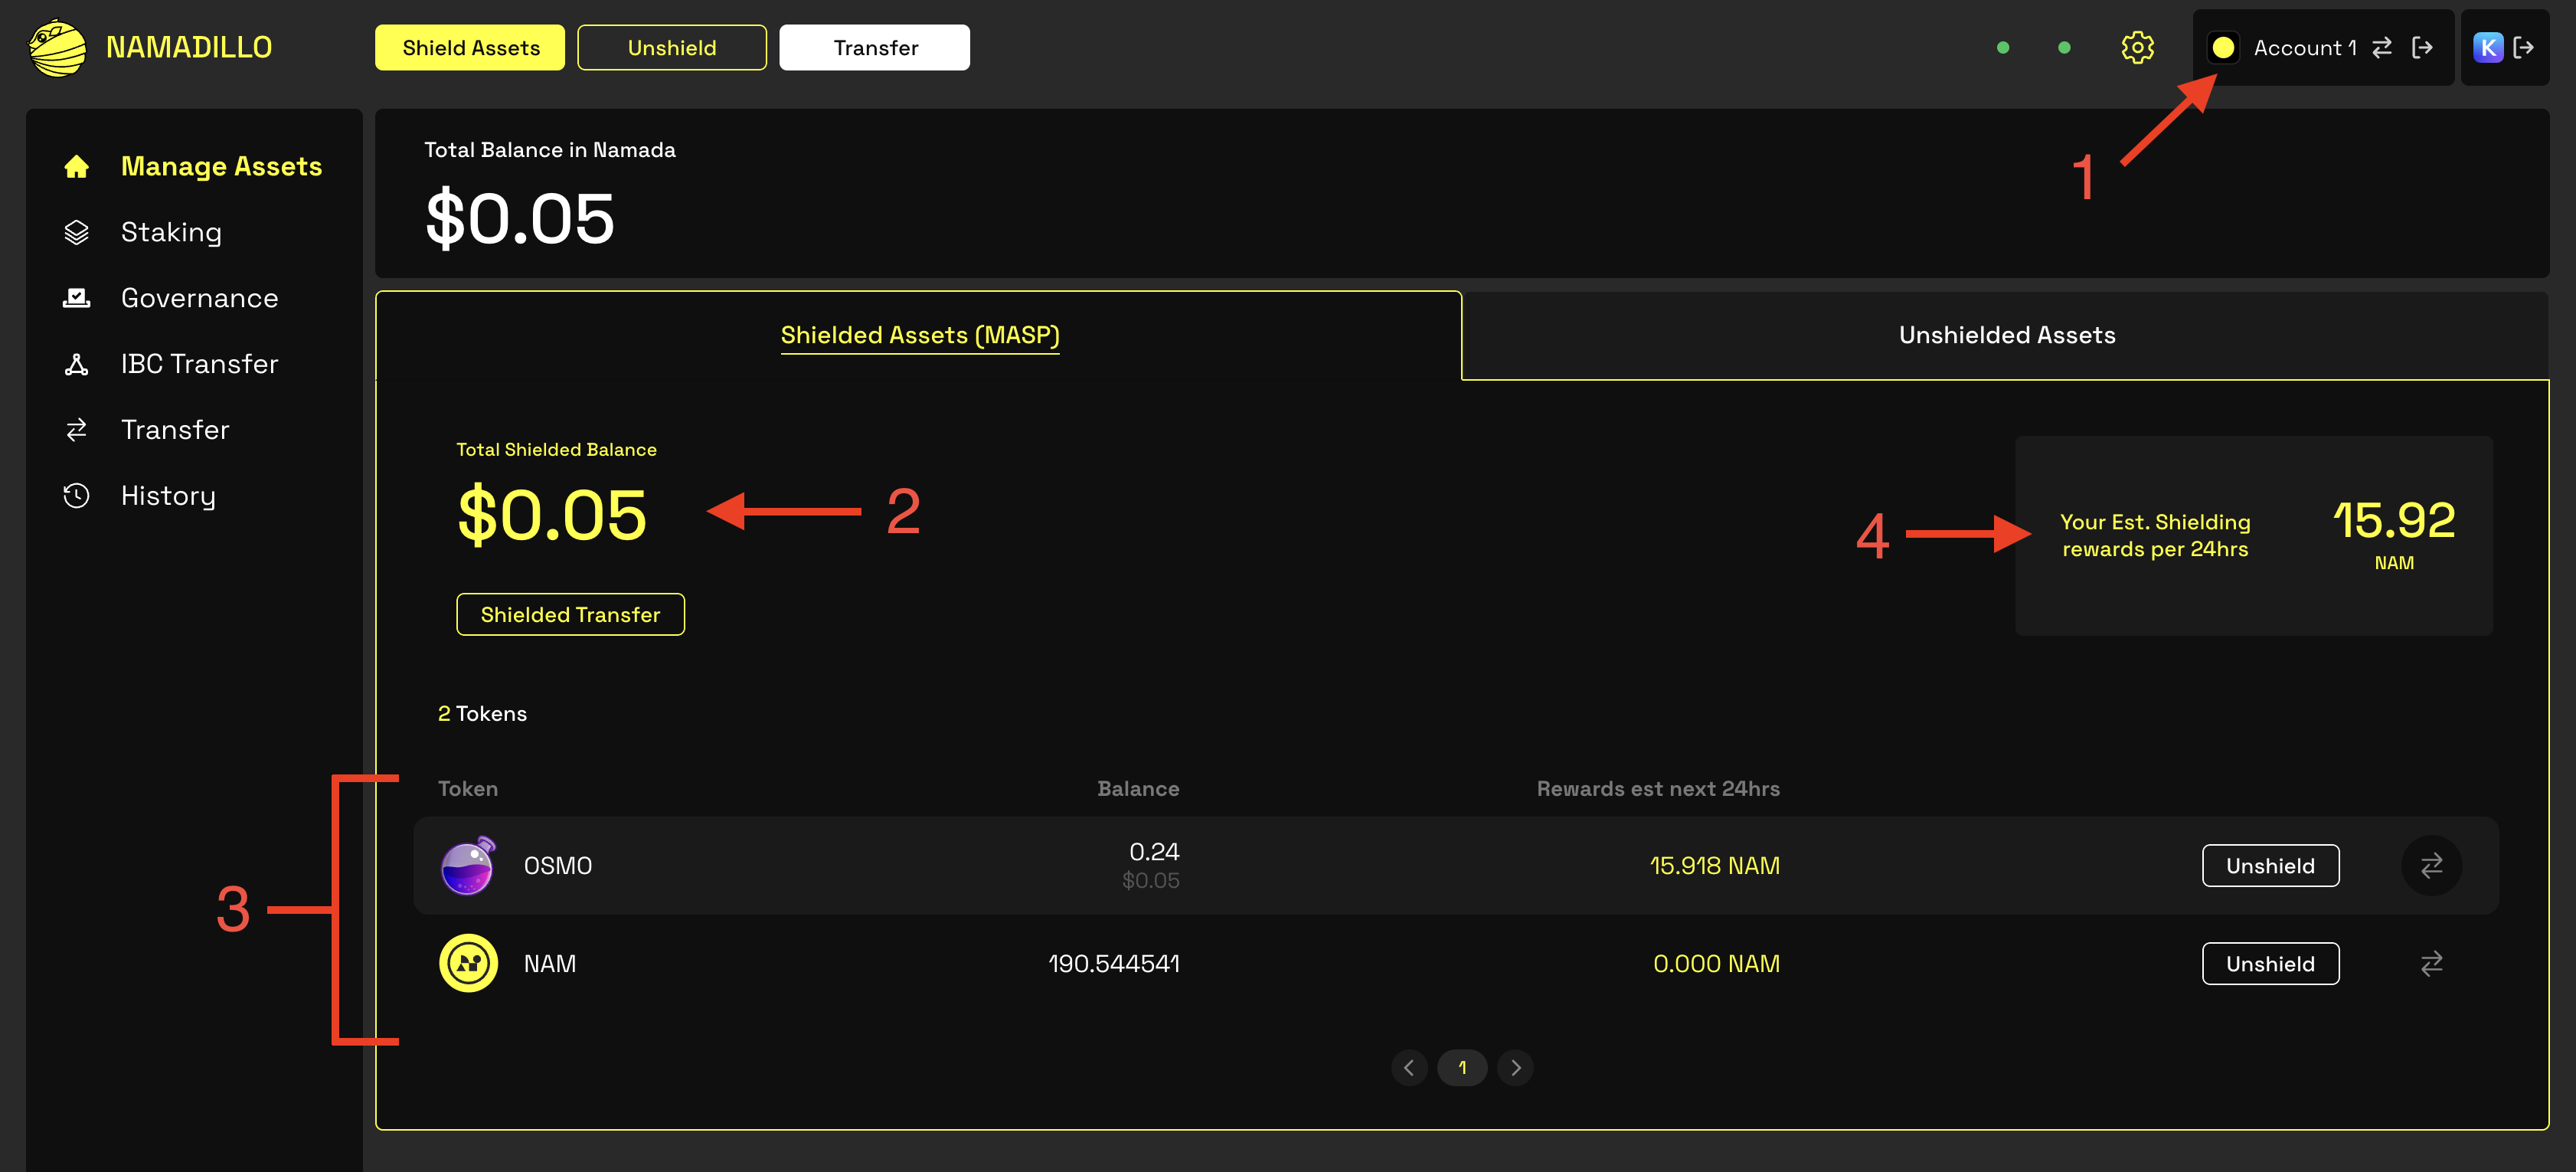 NAMADILLO
Shield Assets
Unshield
Transfer
Account 1
K
1
Manage Assets
Staking
Governance
IBC Transfer
Transfer
History
Total Balance in Namada
$0.05
Shielded Assets (MASP)
Unshielded Assets
Total Shielded Balance
$0.05
2
Shielded Transfer
4
Your Est. Shielding
rewards per 24hrs
15.92
NAM
2 Tokens
3
Token Balance Rewards est next 24hrs
OSMO 0.24 15.918 NAM Unshield
$0.05
NAM 190.544541 0.000 NAM Unshield
1